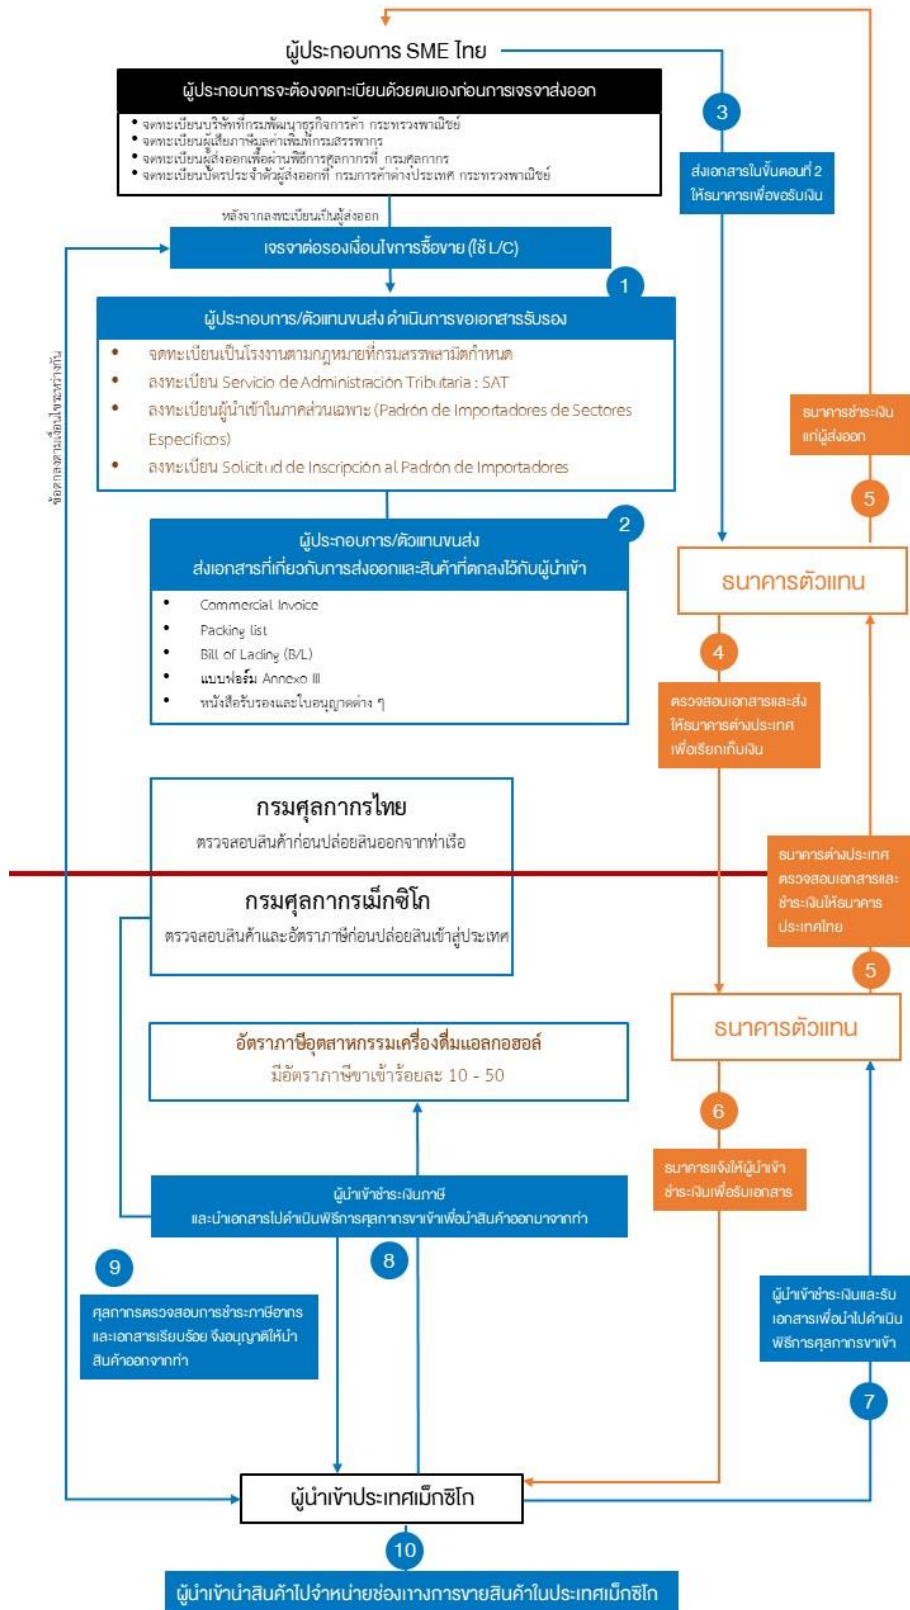 ผู้ประกอบการ SME ไทย
ผู้ประกอบการจะต้องจดทะเบียนด้วยตนเองก่อนการเจรจาส่งออก
• จดทะเบียนบริษัทที่กรมพัฒนาธุรกิจการค้า กระทรวงพาณิชย์
• จดทะเบียนผู้เสียภาษีมูลค่าเพิ่มที่กรมสรรพากร
• จดทะเบียนผู้ส่งออกเพื่อผ่านพิธีการศุลกากรที่ กรมศุลกากร
• จดทะเบียนบัตรประจำตัวผู้ส่งออกที่ กรมการค้าต่างประเทศ กระทรวงพาณิชย์
หลังจากลงทะเบียนเป็นผู้ส่งออก
เจรจาต่อรองเงื่อนไขการซื้อขาย (ใช้ L/C)
1
ผู้ประกอบการ/ตัวแทนขนส่ง ดำเนินการขอเอกสารรับรอง
• จดทะเบียนเป็นโรงงานตามกฎหมายที่กรมสรรพสามิตกำหนด
• ลงทะเบียน Servicio de Administración Tributaria : SAT
• ลงทะเบียนผู้นำเข้าในภาคส่วนเฉพาะ (Padrón de Importadores de Sectores
Específicos)
• ลงทะเบียน Solicitud de Inscripción al Padrón de Importadores
2
ผู้ประกอบการ/ตัวแทนขนส่ง
ส่งเอกสารที่เกี่ยวกับการส่งออกและสินค้าที่ตกลงไว้กับผู้นำเข้า
• Commercial Invoice
• Packing list
• Bill of Lading (B/L)
• แบบฟอร์ม Annexo III
• หนังสือรับรองและใบอนุญาตต่าง ๆ
ข้อตกลงตามเงื่อนไขระหว่างกัน
3
ส่งเอกสารในขั้นตอนที่ 2
ให้ธนาคารเพื่อขอรับเงิน
ธนาคารชำระเงิน
แก่ผู้ส่งออก
5
ธนาคารตัวแทน
4
ตรวจสอบเอกสารและส่ง
ให้ธนาคารต่างประเทศ
เพื่อเรียกเก็บเงิน
กรมศุลกากรไทย
ตรวจสอบสินค้าก่อนปล่อยสินออกจากท่าเรือ
กรมศุลกากรเม็กซิโก
ตรวจสอบสินค้าและอัตราภาษีก่อนปล่อยสินเข้าสู่ประเทศ
ธนาคารต่างประเทศ
ตรวจสอบเอกสารและ
ชำระเงินให้ธนาคาร
ประเทศไทย
5
ธนาคารตัวแทน
อัตราภาษีอุตสาหกรรมเครื่องดื่มแอลกอฮอล์
มีอัตราภาษีขาเข้าร้อยละ 10 - 50
6
ธนาคารแจ้งให้ผู้นำเข้า
ชำระเงินเพื่อรับเอกสาร
ผู้นำเข้าชำระเงินภาษี
และนำเอกสารไปดำเนินพิธีการศุลกากรขาเข้าเพื่อนำสินค้าออกมาจากท่า
8
9
ศุลกากรตรวจสอบการชำระภาษีอากร
และเอกสารเรียบร้อย จึงอนุญาติให้นำ
สินค้าออกจากท่า
ผู้นำเข้าชำระเงินและรับ
เอกสารเพื่อนำไปดำเนิน
พิธีการศุลกากรขาเข้า
7
ผู้นำเข้าประเทศเม็กซิโก
10
ผู้นำเข้านำสินค้าไปจำหน่ายช่องทางการขายสินค้าในประเทศเม็กซิโก